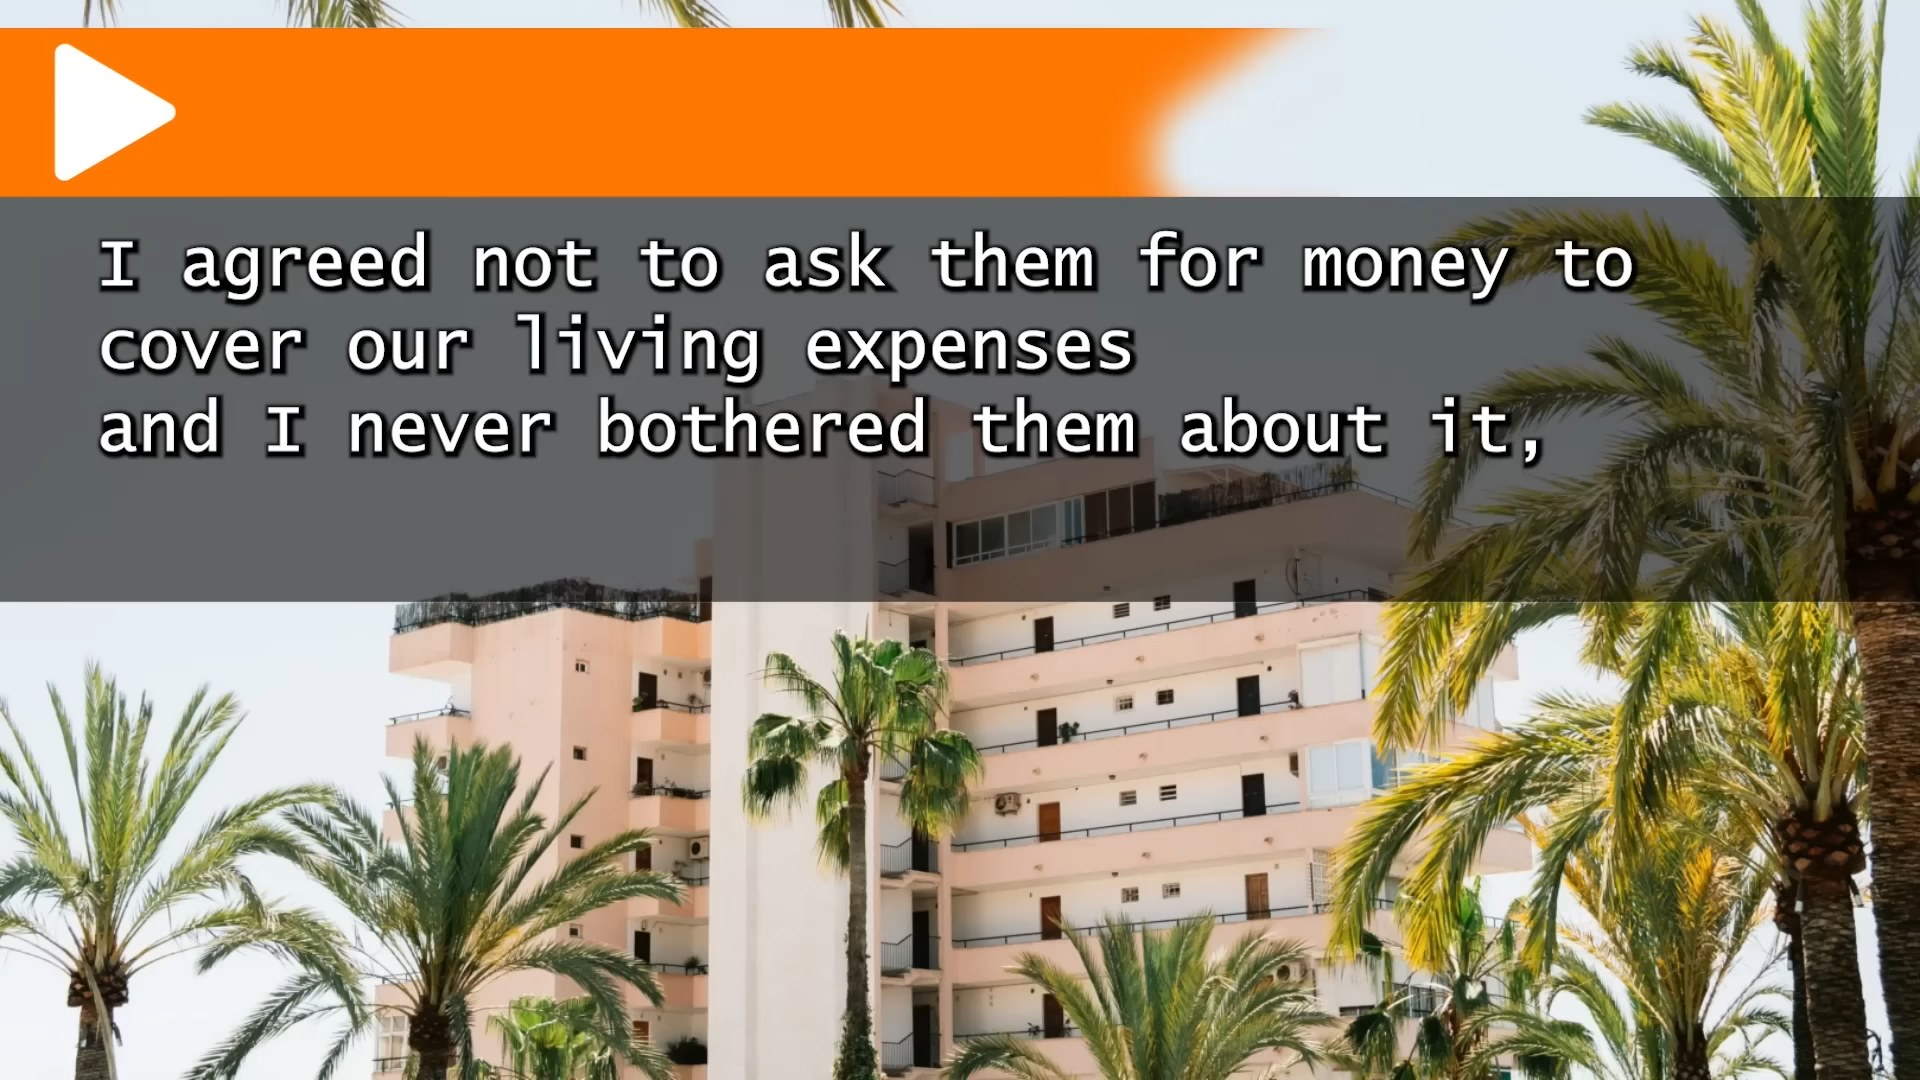 I agreed not to ask them for money to
cover our living expenses
and I never bothered them about it,